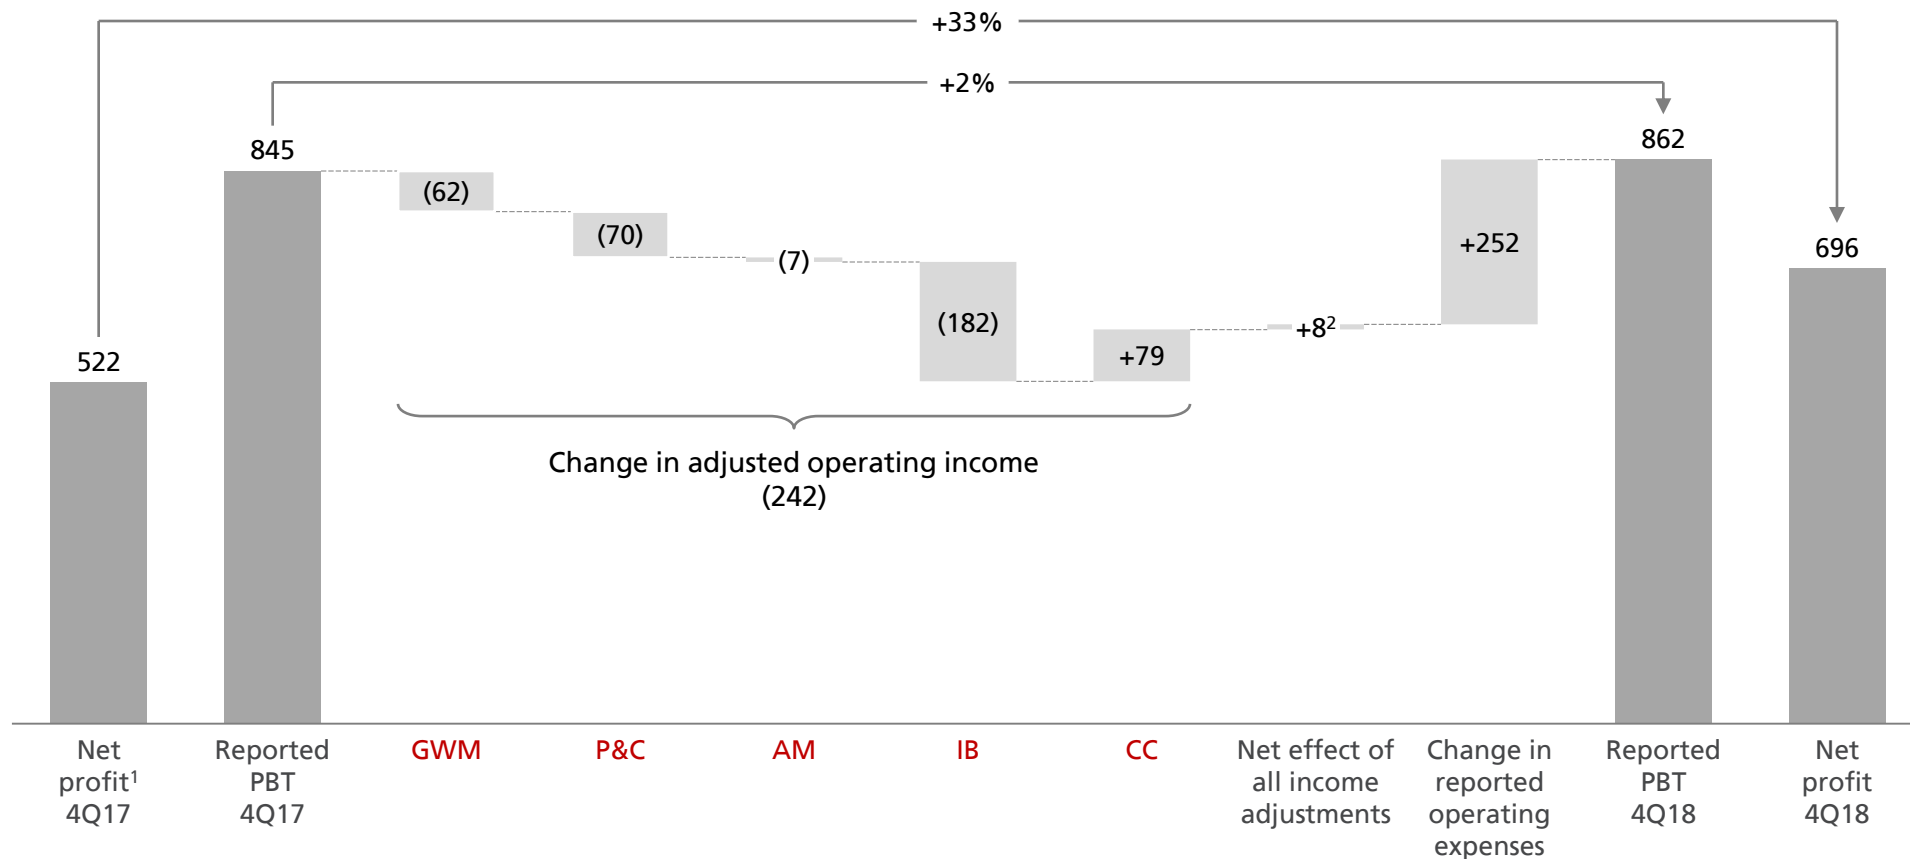 +33%
+2%
845
862
(62)
(70)
+252
696
(7)
(182)
+8²
522
+79
Change in adjusted operating income
(242)
Net
profit¹
4Q17
Reported
PBT
4Q17
GWM
P&C
AM
IB
CC
Net effect of
all income
adjustments
Change in
reported
operating
expenses
Reported
PBT
4Q18
Net
profit
4Q18